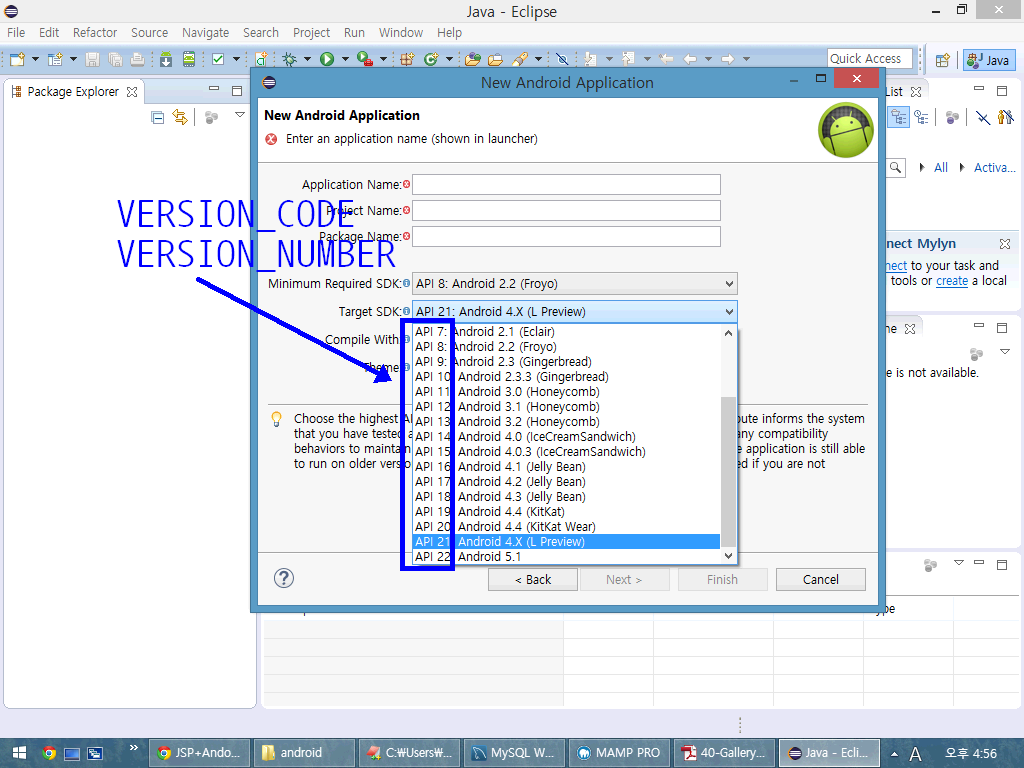 Java - Eclipse
File Edit Refactor Source Navigate Search Project Run Window Help
Quick Access
Java
Package Explorer
List
All
Activa...
New Android Application
New Android Application
Enter an application name (shown in launcher)
Application Name:
Project Name:
Package Name:
VERSION_CODE
VERSION_NUMBER
Minimum Required SDK: API 8: Android 2.2 (Froyo)
Target SDK: API 21: Android 4.X (L Preview)
Compile With
Theme
API 7: Android 2.1 (Eclair)
API 8: Android 2.2 (Froyo)
API 9: Android 2.3 (Gingerbread)
API 10: Android 2.3.3 (Gingerbread)
API 11: Android 3.0 (Honeycomb)
API 12: Android 3.1 (Honeycomb)
API 13: Android 3.2 (Honeycomb)
API 14: Android 4.0 (IceCreamSandwich)
API 15: Android 4.0.3 (IceCreamSandwich)
API 16: Android 4.1 (Jelly Bean)
API 17: Android 4.2 (Jelly Bean)
API 18: Android 4.3 (Jelly Bean)
API 19: Android 4.4 (KitKat)
API 20: Android 4.4 (KitKat Wear)
API 21: Android 4.X (L Preview)
API 22: Android 5.1
Choose the highest A
ute informs the system
that you have tested a
any compatibility
behaviors to maintain
e application is still able
to run on older versio
d if you are not
< Back
Next >
Finish
Cancel
nect Mylyn
nect to your task and
tools or create a local
ne
e is not available.
ype
JSP+Ando...
android
C:₩Users₩...
MySQL W...
MAMP PRO
40-Gallery...
Java - Ecli...
A
오후 4:56